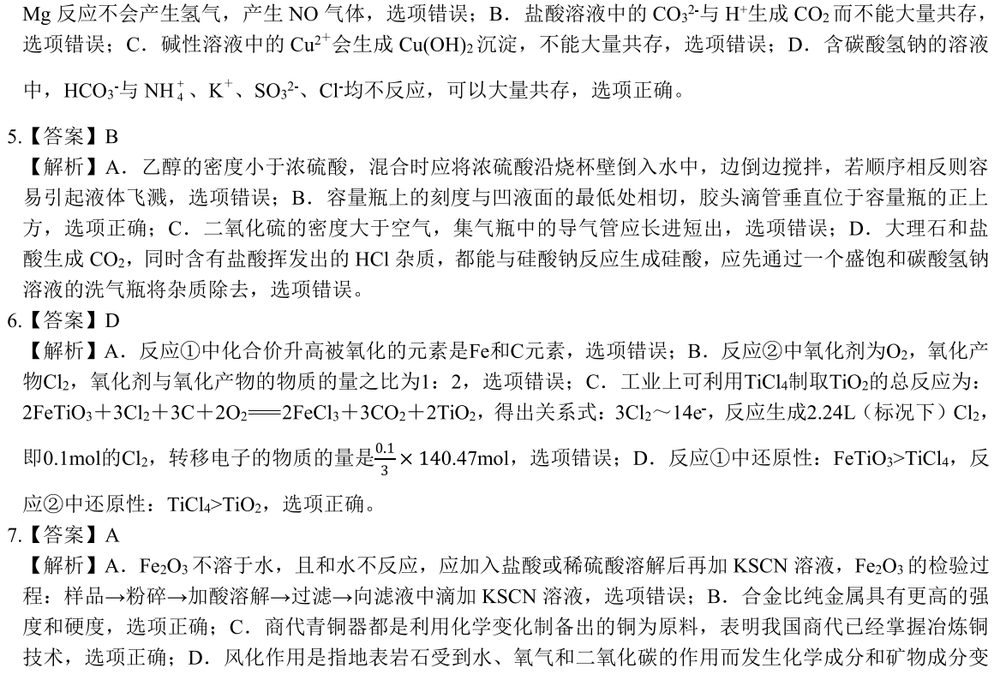 Mg 反应不会产生氢气，产生 NO 气体，选项错误；B．盐酸溶液中的 CO₃²⁻与 H⁺生成 CO₂而不能大量共存，
选项错误；C．碱性溶液中的 Cu²⁺会生成 Cu(OH)₂沉淀，不能大量共存，选项错误；D．含碳酸氢钠的溶液
中，HCO₃⁻与 NH₄⁺、K⁺、SO₃²⁻、Cl⁻均不反应，可以大量共存，选项正确。
5.【答案】B
【解析】A．乙醇的密度小于浓硫酸，混合时应将浓硫酸沿烧杯壁倒入水中，边倒边搅拌，若顺序相反则容
易引起液体飞溅，选项错误；B．容量瓶上的刻度与凹液面的最低处相切，胶头滴管垂直位于容量瓶的正上
方，选项正确；C．二氧化硫的密度大于空气，集气瓶中的导气管应长进短出，选项错误；D．大理石和盐
酸生成 CO₂，同时含有盐酸挥发出的 HCl 杂质，都能与硅酸钠反应生成硅酸，应先通过一个盛饱和碳酸氢钠
溶液的洗气瓶将杂质除去，选项错误。
6.【答案】D
【解析】A．反应①中化合价升高被氧化的元素是Fe和C元素，选项错误；B．反应②中氧化剂为O₂，氧化产
物Cl₂，氧化剂与氧化产物的物质的量之比为1：2，选项错误；C．工业上可利用TiCl₄制取TiO₂的总反应为：
2FeTiO₃＋3Cl₂＋3C＋2O₂══2FeCl₃＋3CO₂＋2TiO₂，得出关系式：3Cl₂～14e⁻，反应生成2.24L（标况下）Cl₂，
即0.1mol的Cl₂，转移电子的物质的量是0.1/3 × 140.47mol，选项错误；D．反应①中还原性：FeTiO₃>TiCl₄，反
应②中还原性：TiCl₄>TiO₂，选项正确。
7.【答案】A
【解析】A．Fe₂O₃ 不溶于水，且和水不反应，应加入盐酸或稀硫酸溶解后再加 KSCN 溶液，Fe₂O₃ 的检验过
程：样品→粉碎→加酸溶解→过滤→向滤液中滴加 KSCN 溶液，选项错误；B．合金比纯金属具有更高的强
度和硬度，选项正确；C．商代青铜器都是利用化学变化制备出的铜为原料，表明我国商代已经掌握冶炼铜
技术，选项正确；D．风化作用是指地表岩石受到水、氧气和二氧化碳的作用而发生化学成分和矿物成分变